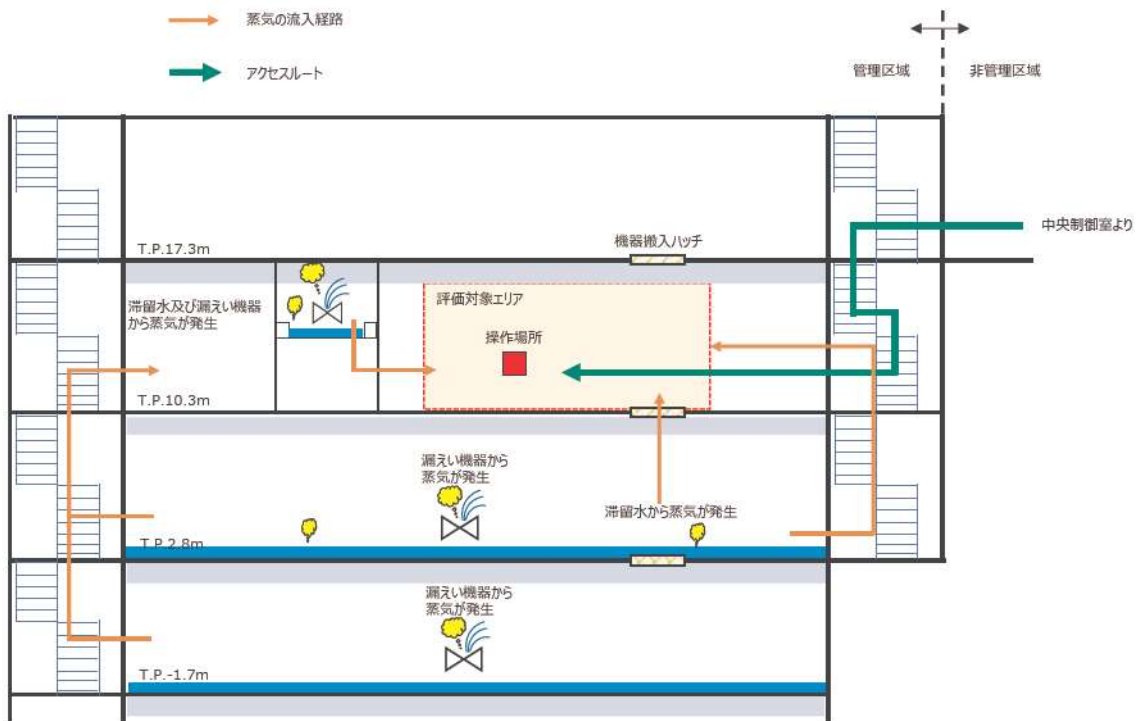 蒸気の流入経路
アクセスルート
管理区域
非管理区域
中央制御室より
T.P.17.3m
機器搬入ハッチ
滞留水及び漏えい機器
から蒸気が発生
評価対象エリア
操作場所
T.P.10.3m
漏えい機器から
蒸気が発生
滞留水から蒸気が発生
T.P.2.8m
漏えい機器から
蒸気が発生
T.P.-1.7m